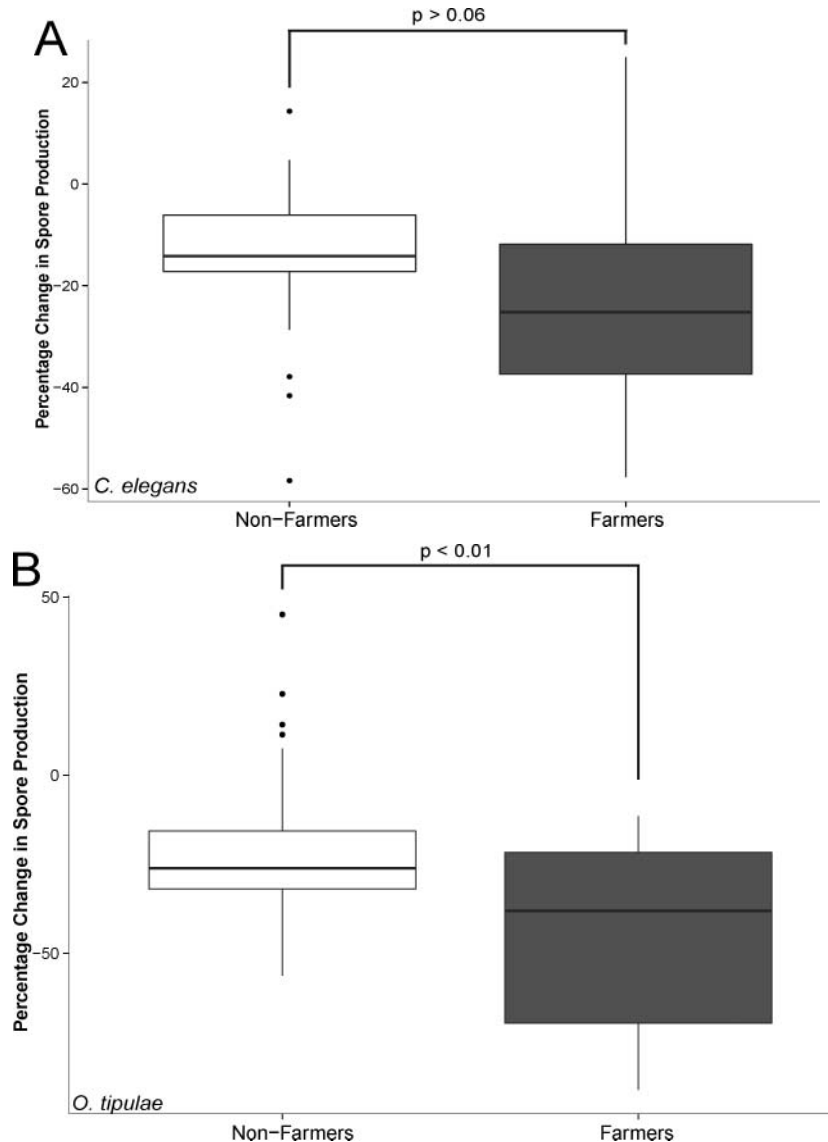 A
p > 0.06
Percentage Change in Spore Production
20
0
−20
−40
−60
C. elegans
Non−Farmers
Farmers
B
p < 0.01
Percentage Change in Spore Production
50
0
−50
O. tipulae
Non−Farmers
Farmers